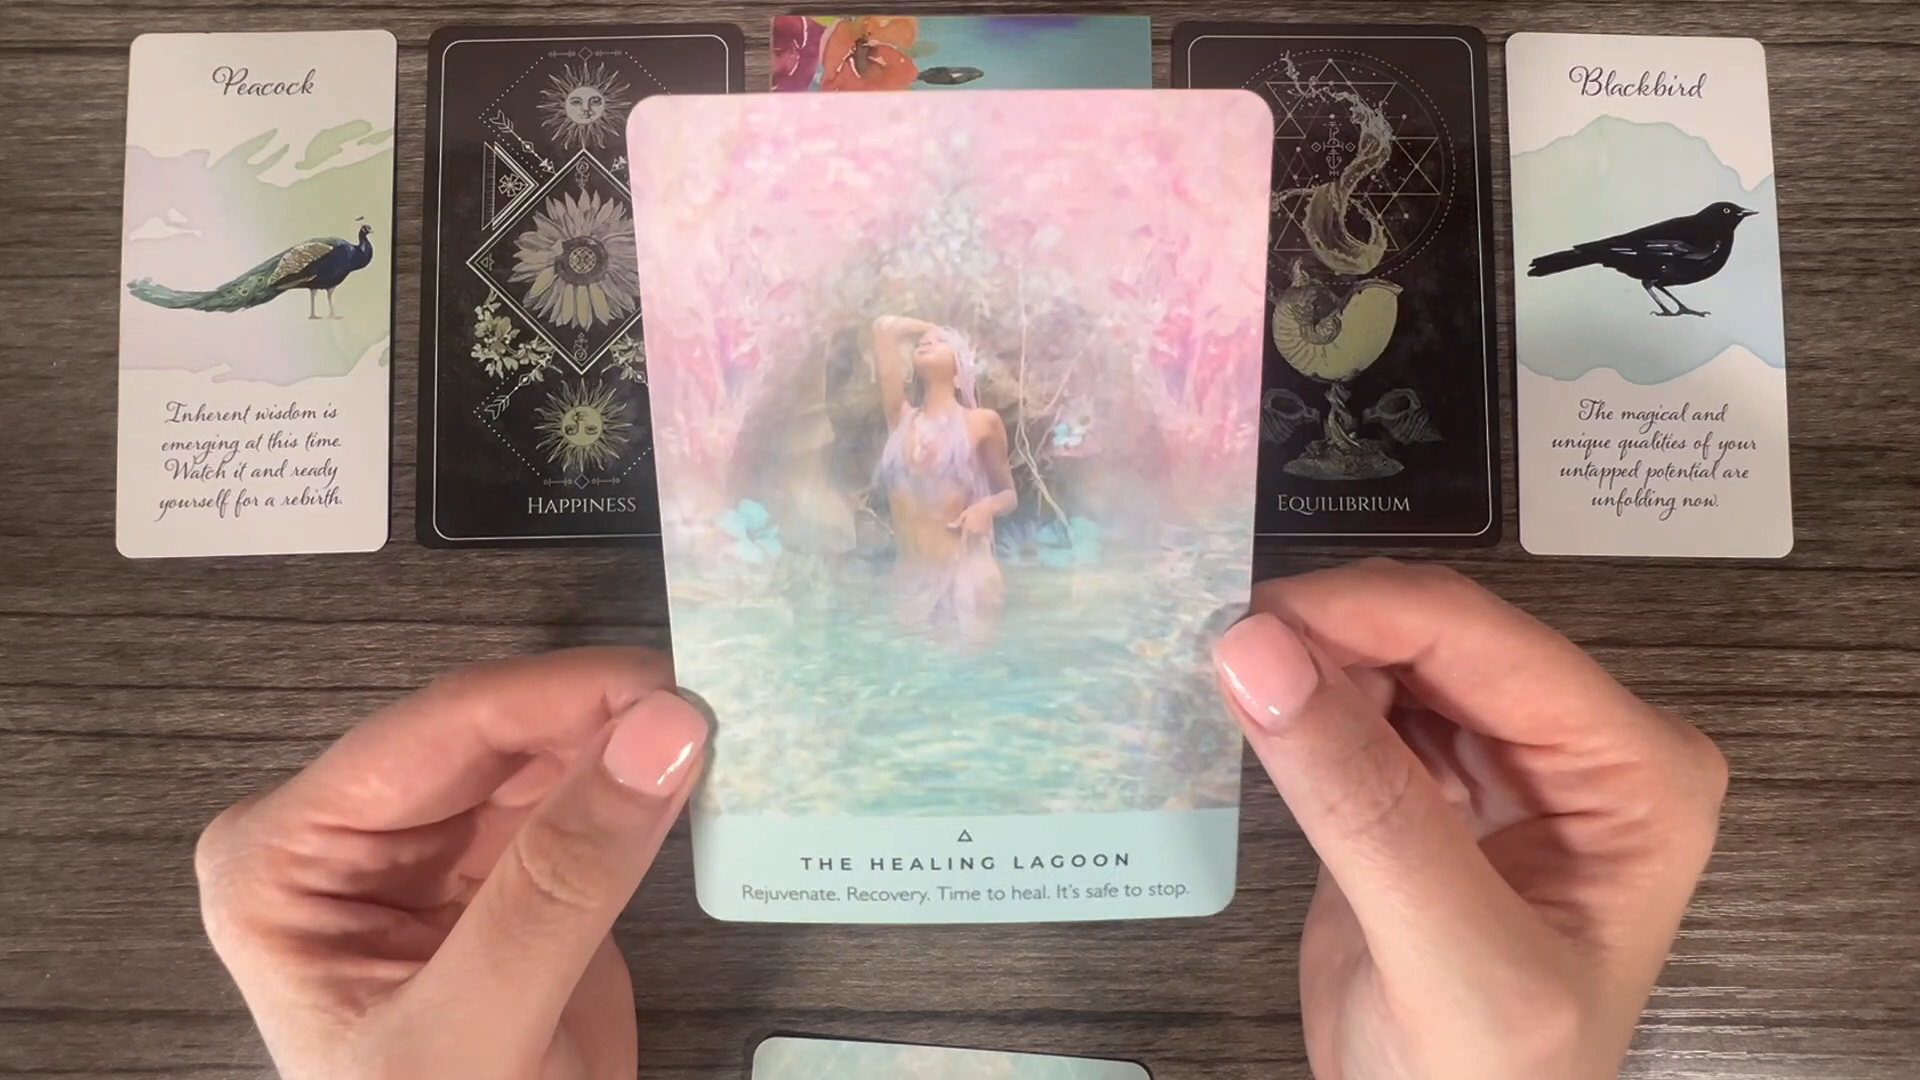 Peacock
Inherent wisdom is
emerging at this time.
Watch it and ready
yourself for a rebirth.
HAPPINESS
THE HEALING LAGOON
Rejuvenate. Recovery. Time to heal. It's safe to stop.
EQUILIBRIUM
Blackbird
The magical and
unique qualities of your
untapped potential are
unfolding now.